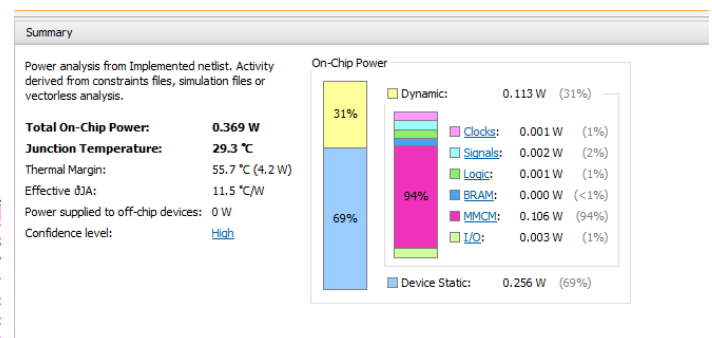 Summary
Power analysis from Implemented netlist. Activity
derived from constraints files, simulation files or
vectorless analysis.
Total On-Chip Power: 0.369 W
Junction Temperature: 29.3 °C
Thermal Margin: 55.7 °C (4.2 W)
Effective ϑJA: 11.5 °C/W
Power supplied to off-chip devices: 0 W
Confidence level: High
On-Chip Power
31%
69%
Dynamic: 0.113 W (31%)
94%
Clocks: 0.001 W (1%)
Signals: 0.002 W (2%)
Logic: 0.001 W (1%)
BRAM: 0.000 W (<1%)
MMCM: 0.106 W (94%)
I/O: 0.003 W (1%)
Device Static: 0.256 W (69%)